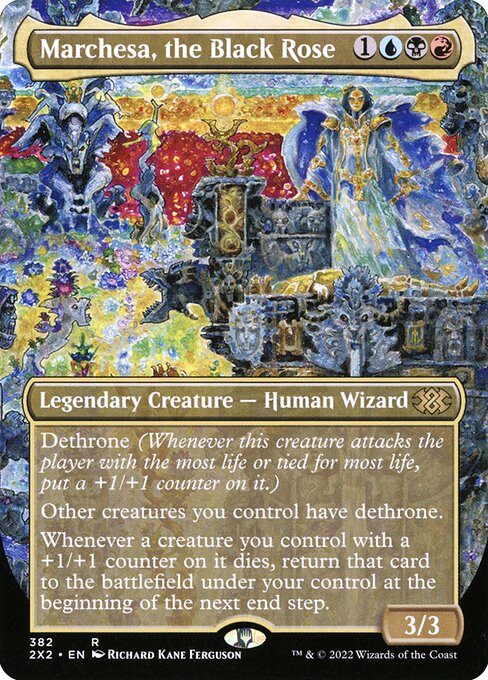 Marchesa, the Black Rose 1
Legendary Creature — Human Wizard
Dethrone (Whenever this creature attacks the
player with the most life or tied for most life,
put a +1/+1 counter on it.)
Other creatures you control have dethrone.
Whenever a creature you control with a
+1/+1 counter on it dies, return that card
to the battlefield under your control at the
beginning of the next end step.
3/3
382 R
2X2 • EN Richard Kane Ferguson
™ & © 2022 Wizards of the Coast